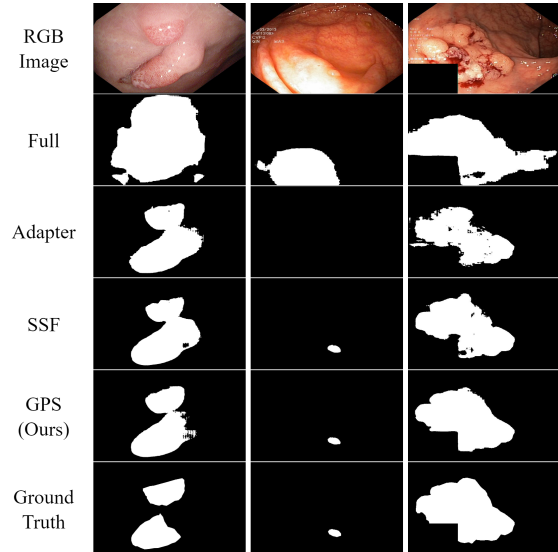 RGB
Image
Full
Adapter
SSF
GPS
(Ours)
Ground
Truth